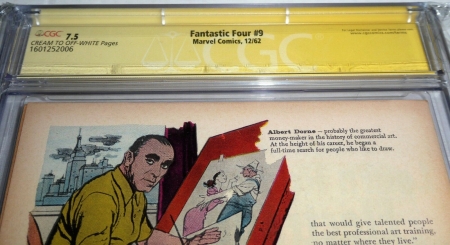 CGC 7.5
CREAM TO OFF-WHITE Pages
1601252006
Fantastic Four #9
Marvel Comics, 12/62
CGC
Albert Dorne – probably the greatest
money-maker in the history of commercial art.
At the height of his career, he began a
full-time search for people who like to draw.
that would give talented people
the best professional art training,
no matter where they live."